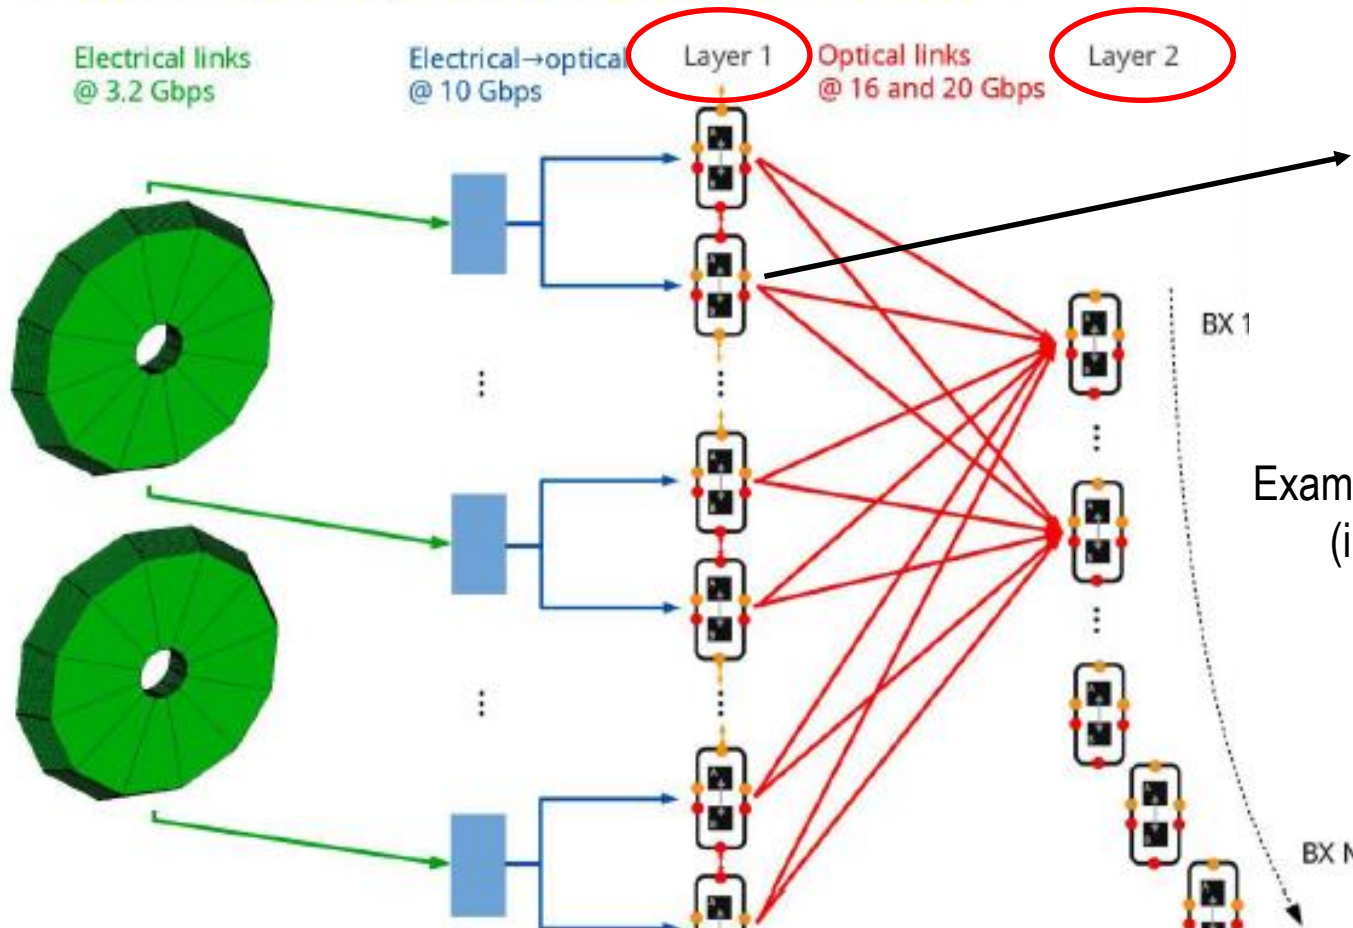 Electrical links
@ 3.2 Gbps
Electrical→optical
@ 10 Gbps
Layer 1
Optical links
@ 16 and 20 Gbps
Layer 2
BX 1
Exam
(i
BX N